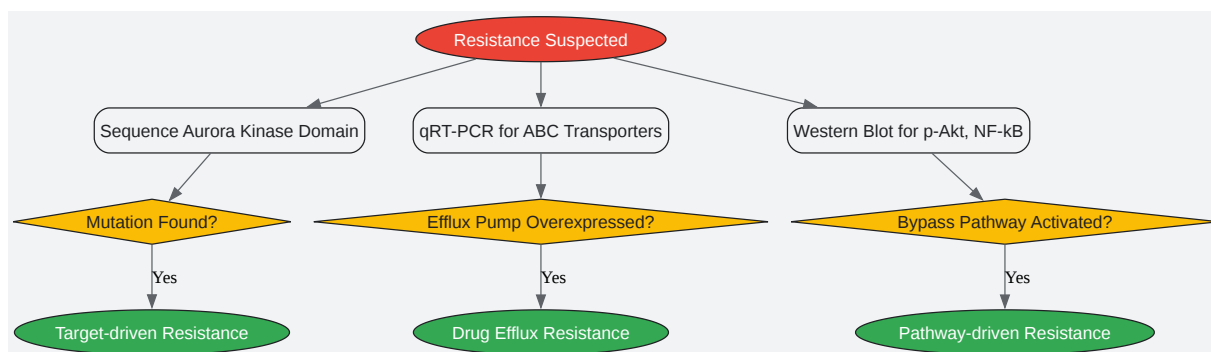 Resistance Suspected
Sequence Aurora Kinase Domain
qRT-PCR for ABC Transporters
Western Blot for p-Akt, NF-kB
Mutation Found?
Efflux Pump Overexpressed?
Bypass Pathway Activated?
Yes
Yes
Yes
Target-driven Resistance
Drug Efflux Resistance
Pathway-driven Resistance